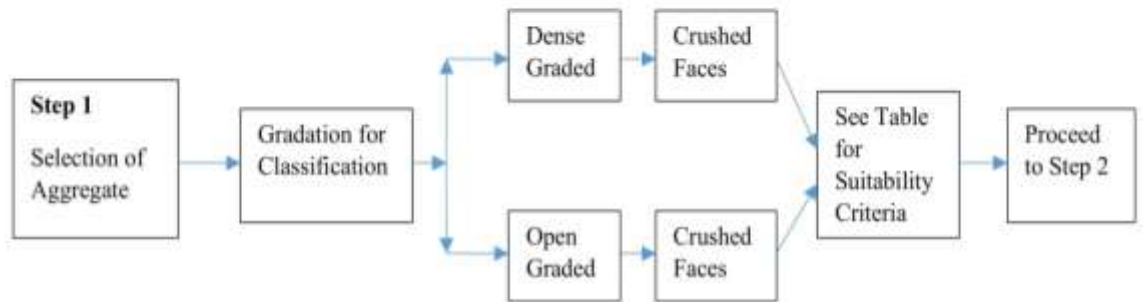 Step 1
Selection of
Aggregate
Gradation for
Classification
Dense
Graded
Crushed
Faces
Open
Graded
Crushed
Faces
See Table
for
Suitability
Criteria
Proceed
to Step 2